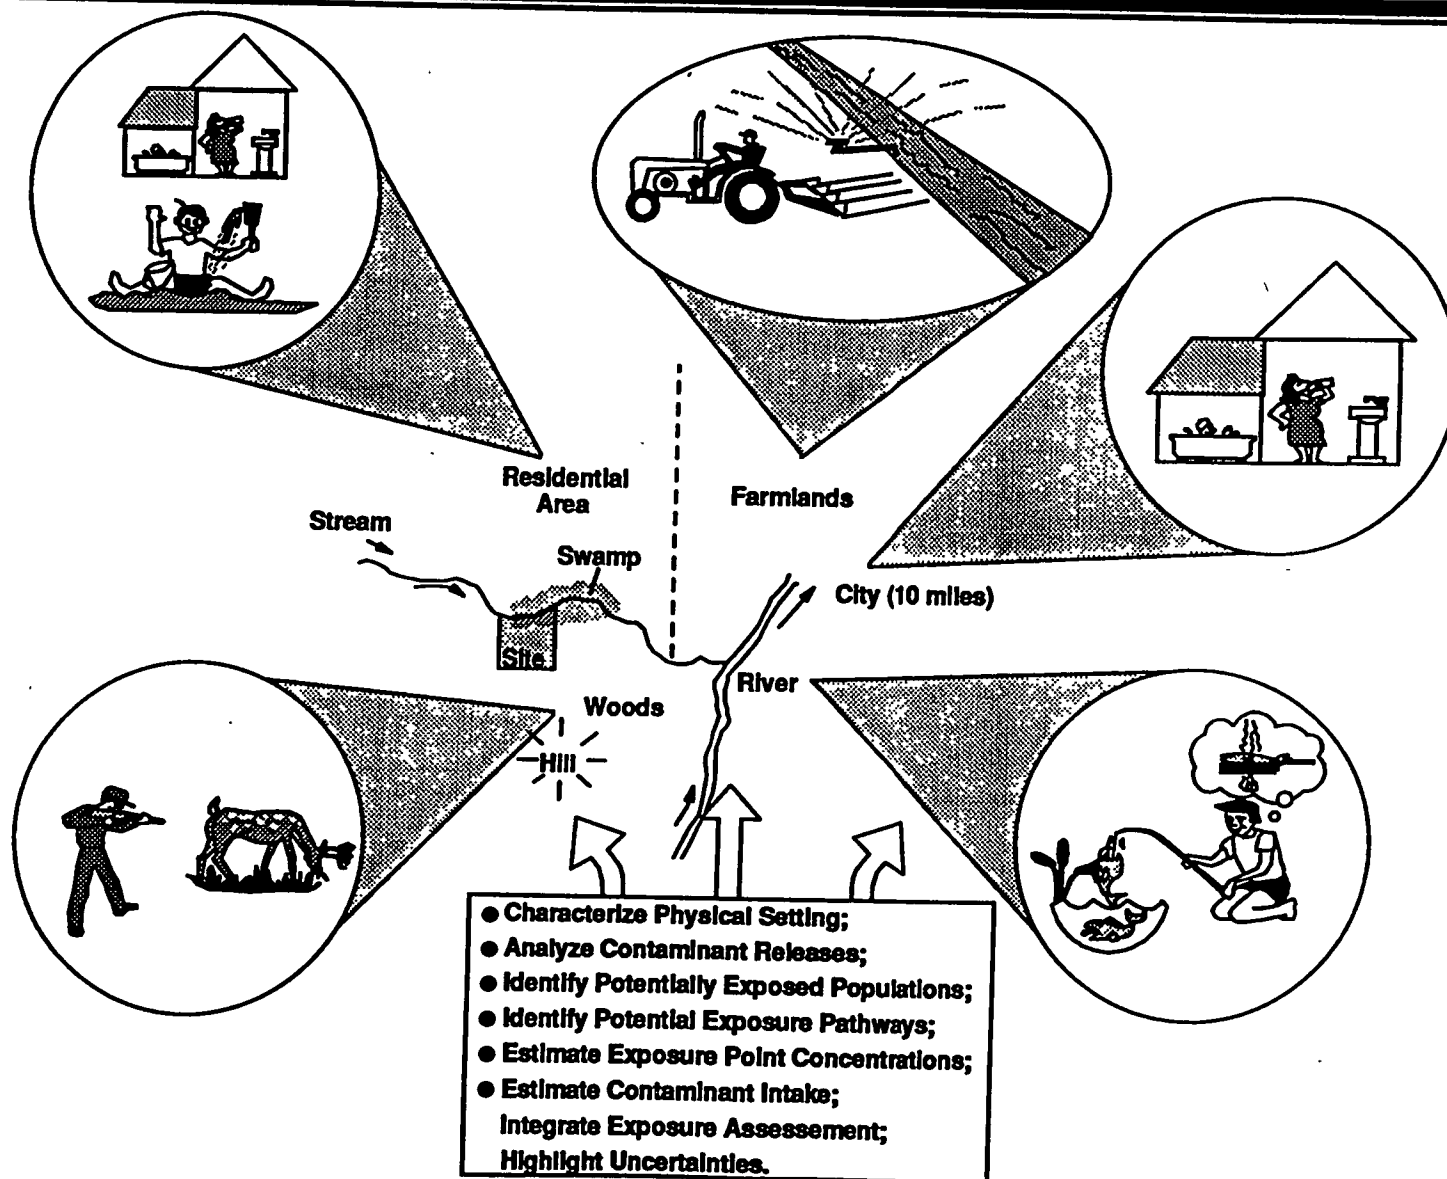 Residential
Area
Farmlands
Stream
Swamp
City (10 miles)
Site
River
Woods
Hill
● Characterize Physical Setting;
● Analyze Contaminant Releases;
● Identify Potentially Exposed Populations;
● Identify Potential Exposure Pathways;
● Estimate Exposure Point Concentrations;
● Estimate Contaminant Intake;
Integrate Exposure Assessement;
Highlight Uncertainties.